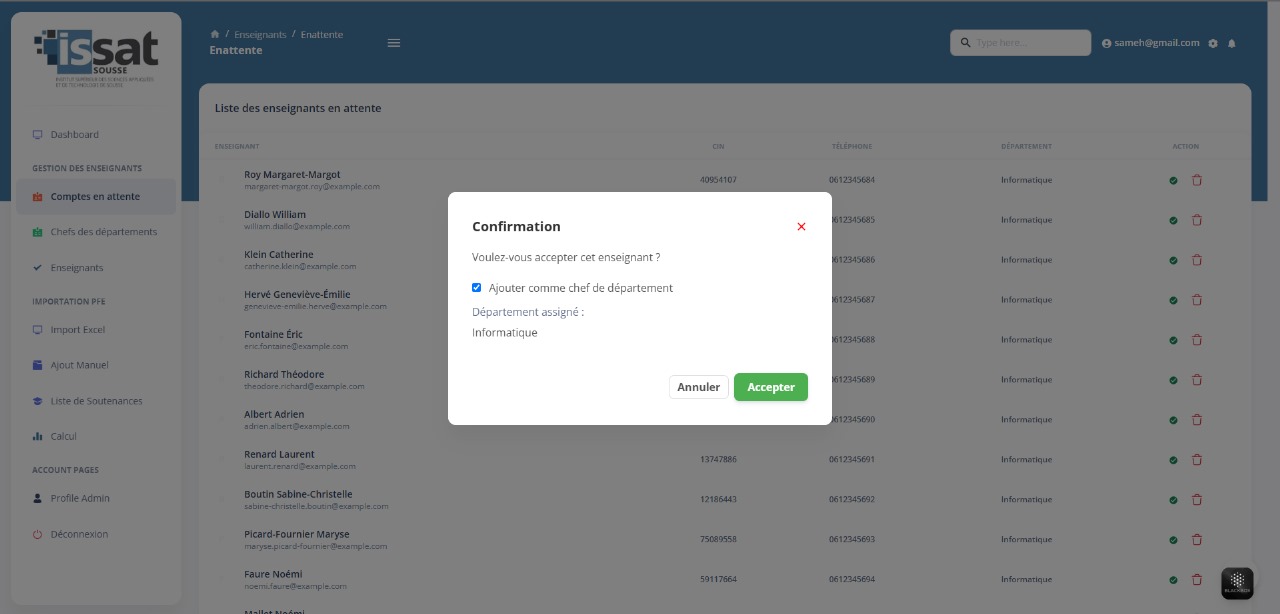 issat
SOUSSE
INSTITUT SUPERIEUR DES SCIENCES APPLIQUEES
ET DE TECHNOLOGIE DE SOUSSE
Dashboard
GESTION DES ENSEIGNANTS
Comptes en attente
Chefs des départements
Enseignants
IMPORTATION PFE
Import Excel
Ajout Manuel
Liste de Soutenances
Calcul
ACCOUNT PAGES
Profile Admin
Déconnexion
/ Enseignants / Enattente
Enattente
Type here...
sameh@gmail.com
Liste des enseignants en attente
ENSEIGNANT CIN TÉLÉPHONE DÉPARTEMENT ACTION
Roy Margaret-Margot
margaret-margot.roy@example.com
40954107 0612345684 Informatique
Diallo William
william.diallo@example.com
0612345685 Informatique
Klein Catherine
catherine.klein@example.com
0612345686 Informatique
Hervé Geneviève-Émilie
genevieve-emilie.herve@example.com
0612345687 Informatique
Fontaine Éric
eric.fontaine@example.com
0612345688 Informatique
Richard Théodore
theodore.richard@example.com
0612345689 Informatique
Albert Adrien
adrien.albert@example.com
0612345690 Informatique
Renard Laurent
laurent.renard@example.com
13747886 0612345691 Informatique
Boutin Sabine-Christelle
sabine-christelle.boutin@example.com
12186443 0612345692 Informatique
Picard-Fournier Maryse
maryse.picard-fournier@example.com
75089558 0612345693 Informatique
Faure Noémi
noemi.faure@example.com
59117664 0612345694 Informatique
Mallet Noémi
Confirmation
Voulez-vous accepter cet enseignant ?
Ajouter comme chef de département
Département assigné :
Informatique
Annuler
Accepter
BLACKBOX